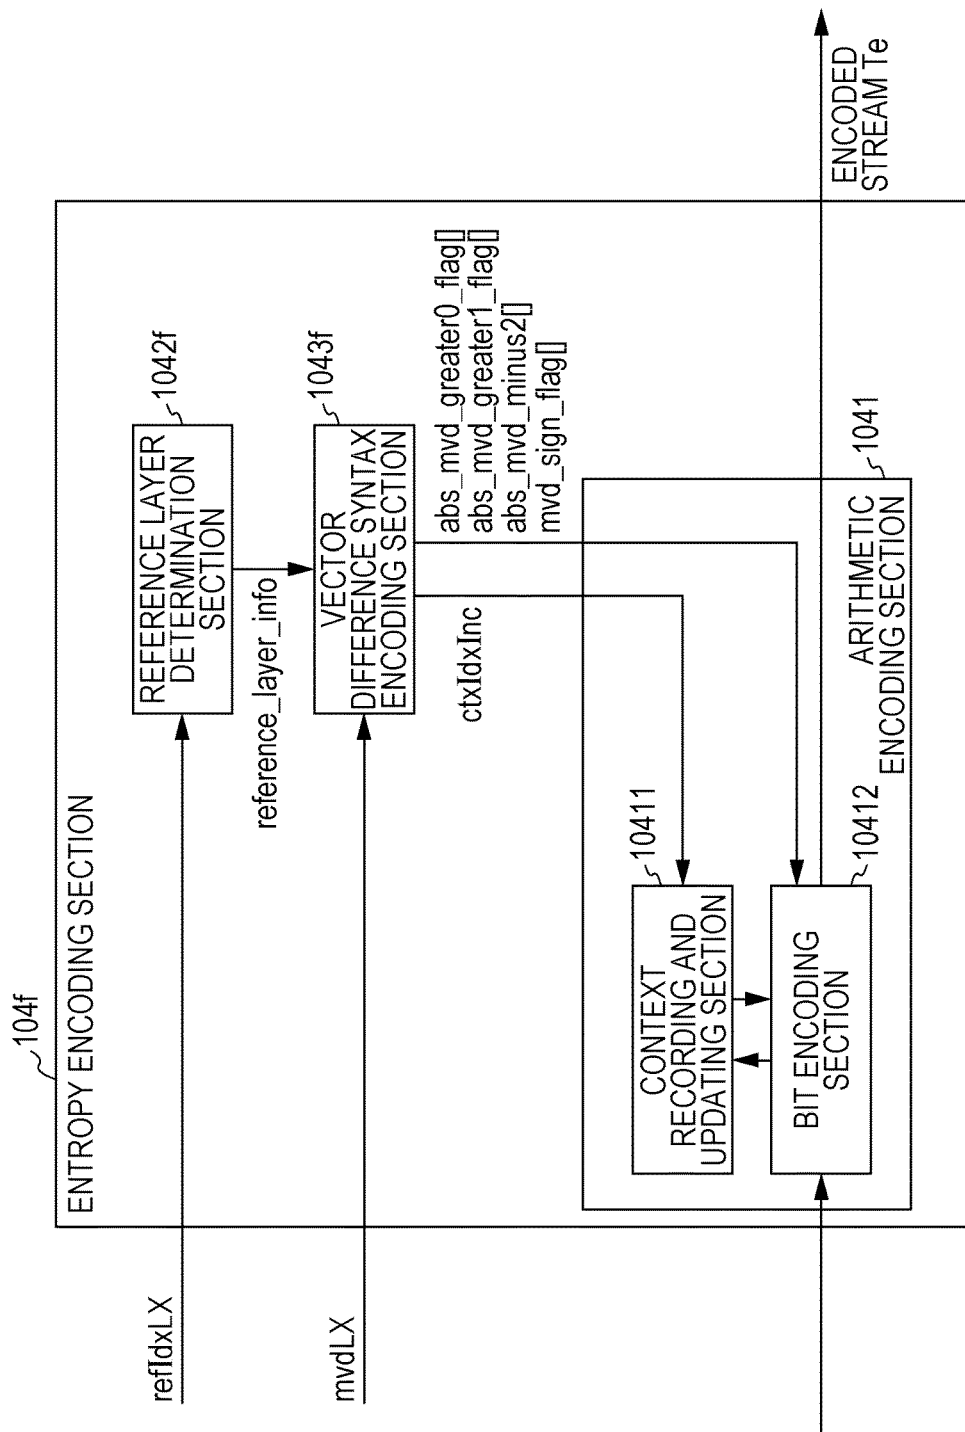 104f
ENTROPY ENCODING SECTION
refIdxLX
REFERENCE LAYER
DETERMINATION
SECTION
1042f
reference_layer_info
mvdLX
VECTOR
DIFFERENCE SYNTAX
ENCODING SECTION
1043f
abs_mvd_greater0_flag[]
abs_mvd_greater1_flag[]
abs_mvd_minus2[]
mvd_sign_flag[]
ctxIdxInc
1041
ARITHMETIC
ENCODING SECTION
10411
CONTEXT
RECORDING AND
UPDATING SECTION
BIT ENCODING
SECTION
10412
ENCODED
STREAM Te